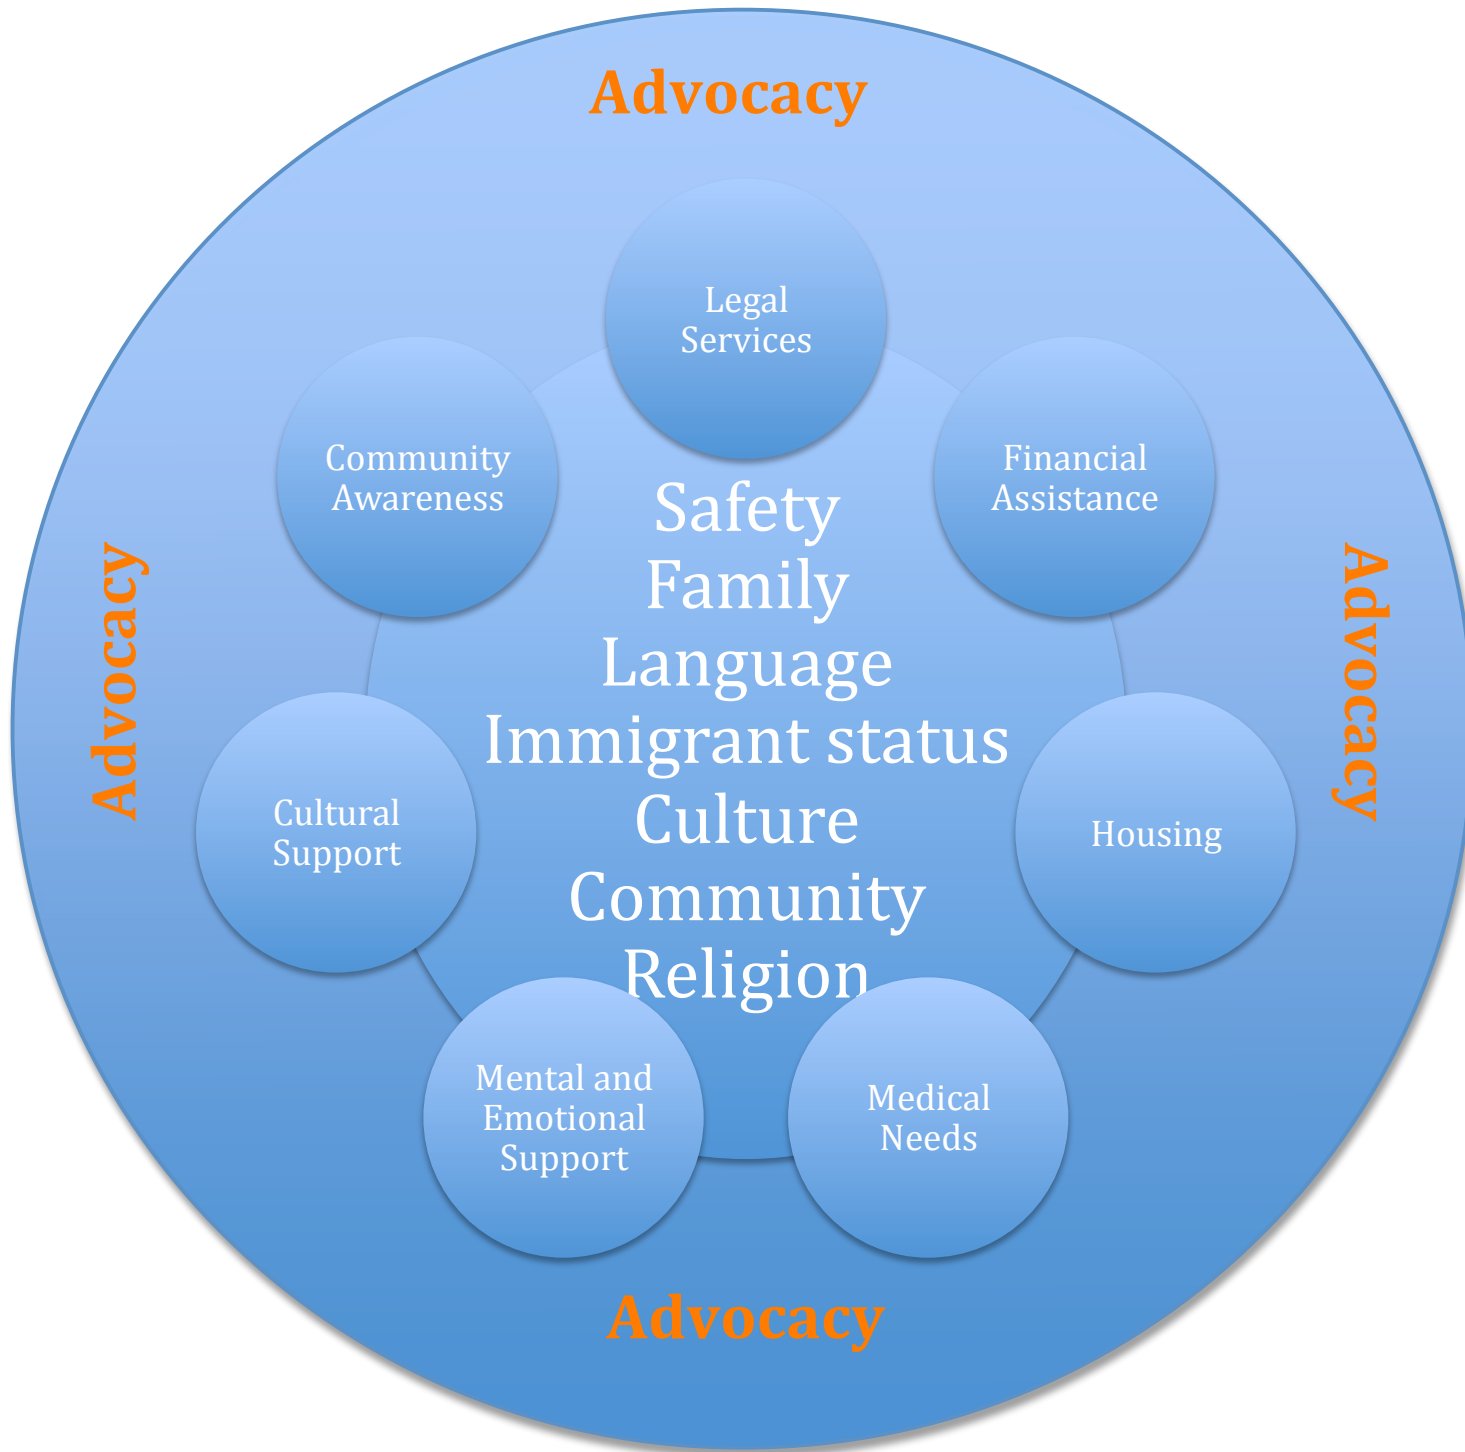 Advocacy
Legal
Services
Community
Awareness
Financial
Assistance
Safety
Family
Language
Immigrant status
Culture
Community
Religion
Advocacy
Advocacy
Cultural
Support
Housing
Mental and
Emotional
Support
Medical
Needs
Advocacy